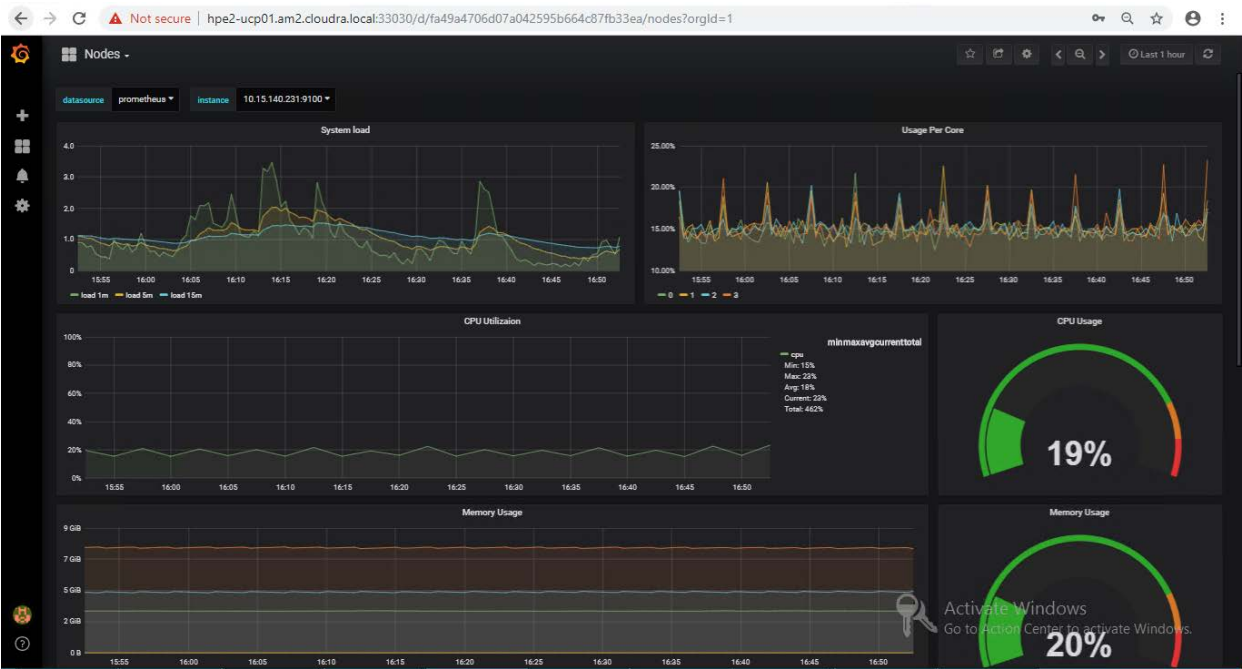 Not secure | hpe2-ucp01.am2.cloudra.local:33030/d/fa49a4706d07a042595b664c87fb33ea/nodes?orgId=1
Nodes
Last 1 hour
datasource prometheus instance 10.15.140.231:9100
System load
4.0
3.0
2.0
1.0
0
15:55 16:00 16:05 16:10 16:15 16:20 16:25 16:30 16:35 16:40 16:45 16:50
load 1m load 5m load 15m
Usage Per Core
25.00%
20.00%
15.00%
10.00%
15:55 16:00 16:05 16:10 16:15 16:20 16:25 16:30 16:35 16:40 16:45 16:50
0 1 2 3
CPU Utilizaion
100%
80%
60%
40%
20%
0%
15:55 16:00 16:05 16:10 16:15 16:20 16:25 16:30 16:35 16:40 16:45 16:50
minmaxavgcurrenttotal
cpu
Min: 15%
Max: 23%
Avg: 18%
Current: 23%
Total: 462%
CPU Usage
19%
Memory Usage
9 GiB
7 GiB
5 GiB
2 GiB
0 B
15:55 16:00 16:05 16:10 16:15 16:20 16:25 16:30 16:35 16:40 16:45 16:50
Memory Usage
20%
Activate Windows
Go to Action Center to activate Windows.